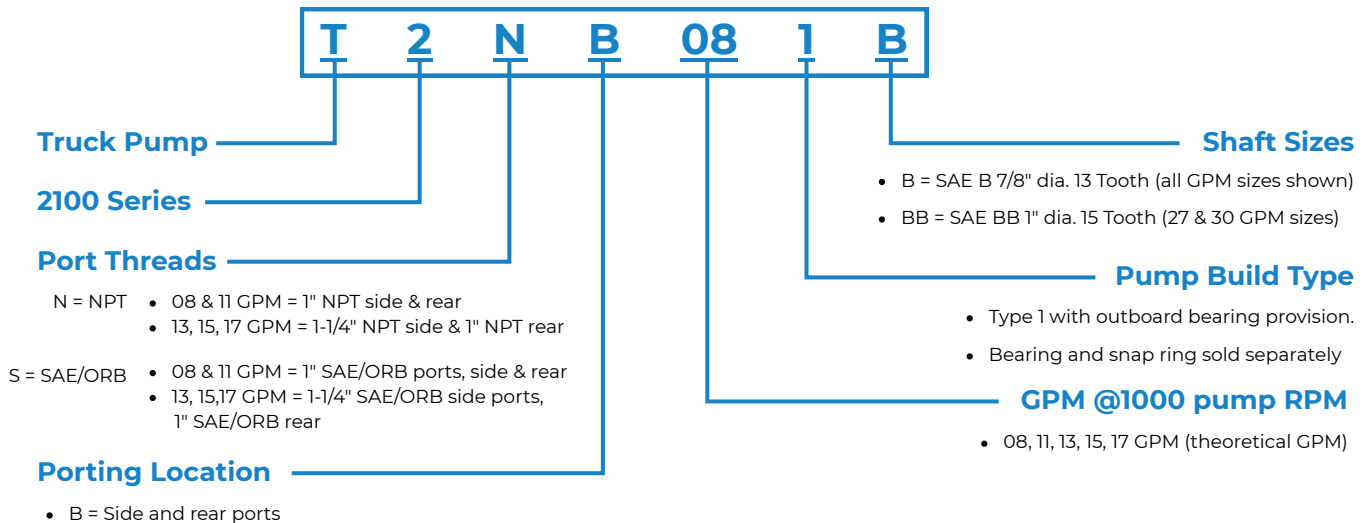 T 2 N B 08 1 B
Truck Pump
2100 Series
Port Threads
N = NPT • 08 & 11 GPM = 1" NPT side & rear
• 13, 15, 17 GPM = 1-1/4" NPT side & 1" NPT rear
S = SAE/ORB • 08 & 11 GPM = 1" SAE/ORB ports, side & rear
• 13, 15,17 GPM = 1-1/4" SAE/ORB side ports,
1" SAE/ORB rear
Porting Location
• B = Side and rear ports
Shaft Sizes
• B = SAE B 7/8" dia. 13 Tooth (all GPM sizes shown)
• BB = SAE BB 1" dia. 15 Tooth (27 & 30 GPM sizes)
Pump Build Type
• Type 1 with outboard bearing provision.
• Bearing and snap ring sold separately
GPM @1000 pump RPM
• 08, 11, 13, 15, 17 GPM (theoretical GPM)